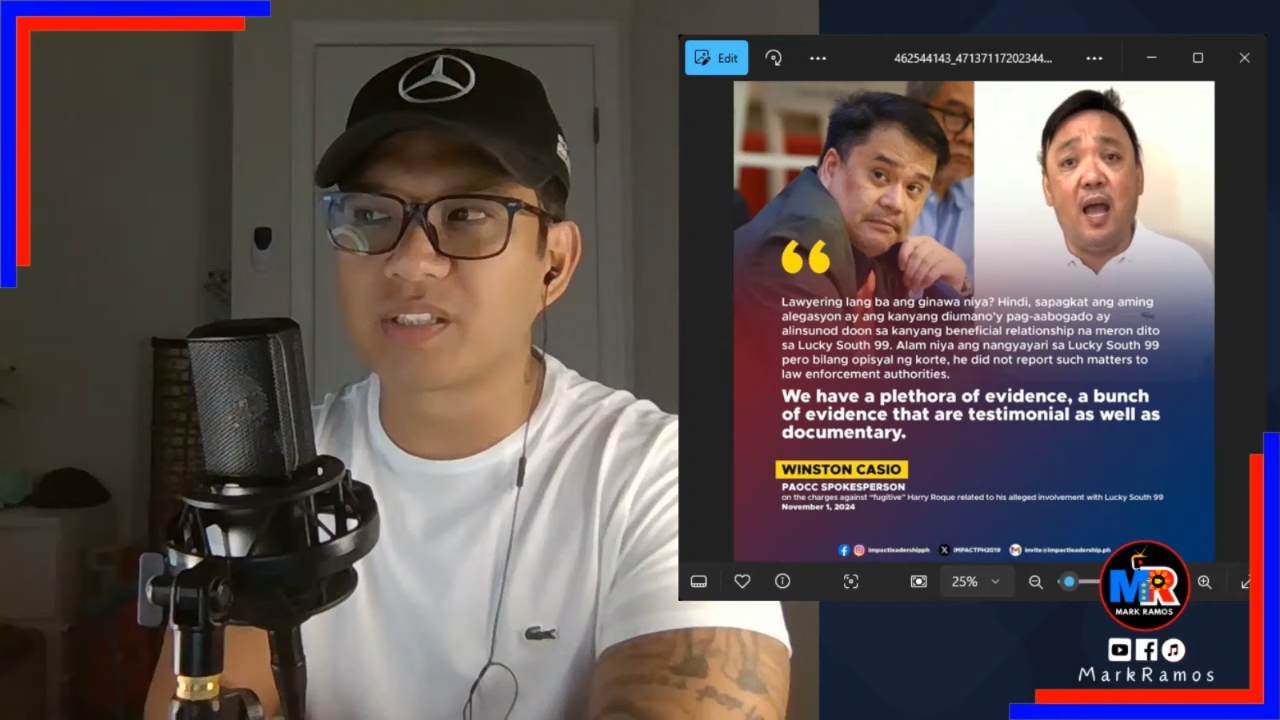 Edit
462544143_47137117202344...
“
Lawyering lang ba ang ginawa niya? Hindi, sapagkat ang aming
alegasyon ay ang kanyang diumano'y pag-aabogado ay
alinsunod doon sa kanyang beneficial relationship na meron dito
sa Lucky South 99. Alam niya ang nangyayari sa Lucky South 99
pero bilang opisyal ng korte, he did not report such matters to
law enforcement authorities.
We have a plethora of evidence, a bunch
of evidence that are testimonial as well as
documentary.
WINSTON CASIO
PAOCC SPOKESPERSON
on the charges against “fugitive” Harry Roque related to his alleged involvement with Lucky South 99
November 1, 2024
impactleadershipph
IMPACTPH2019
invite@impactleadership.ph
25%
MR
MARK RAMOS
MarkRamos